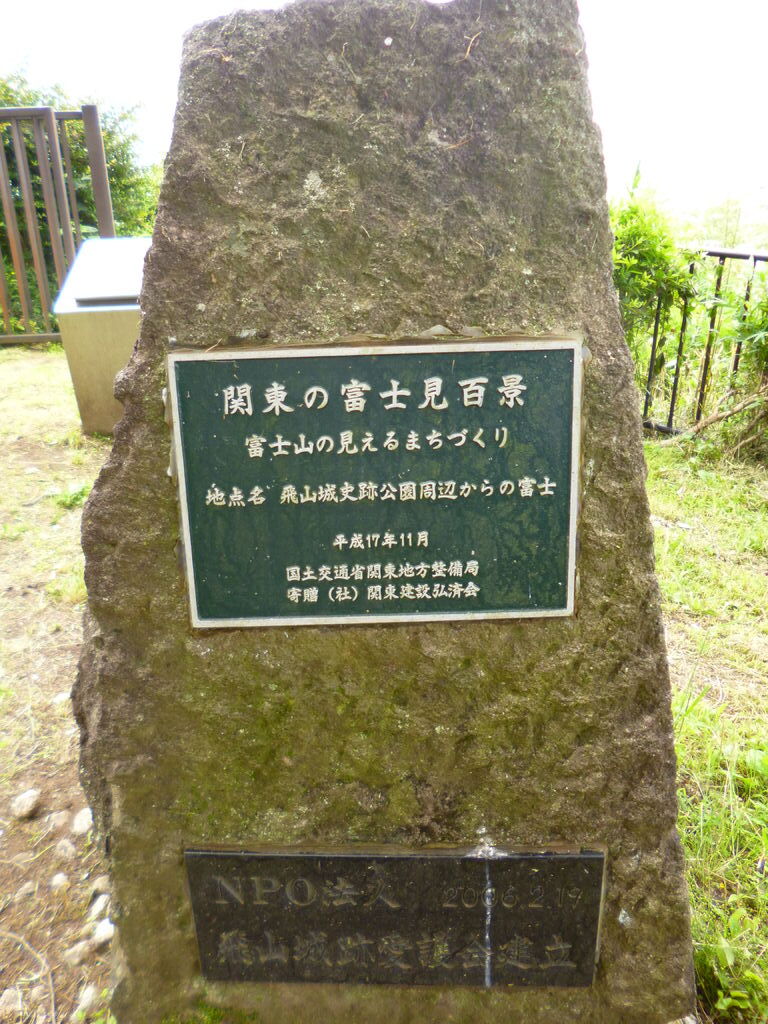 関東の富士見百景
富士山の見えるまちづくり
地点名 飛山城史跡公園周辺からの富士
平成17年11月
国土交通省関東地方整備局
寄贈（社）関東建設弘済会
NPO法人 2006.2.19
飛山城跡愛護会建立